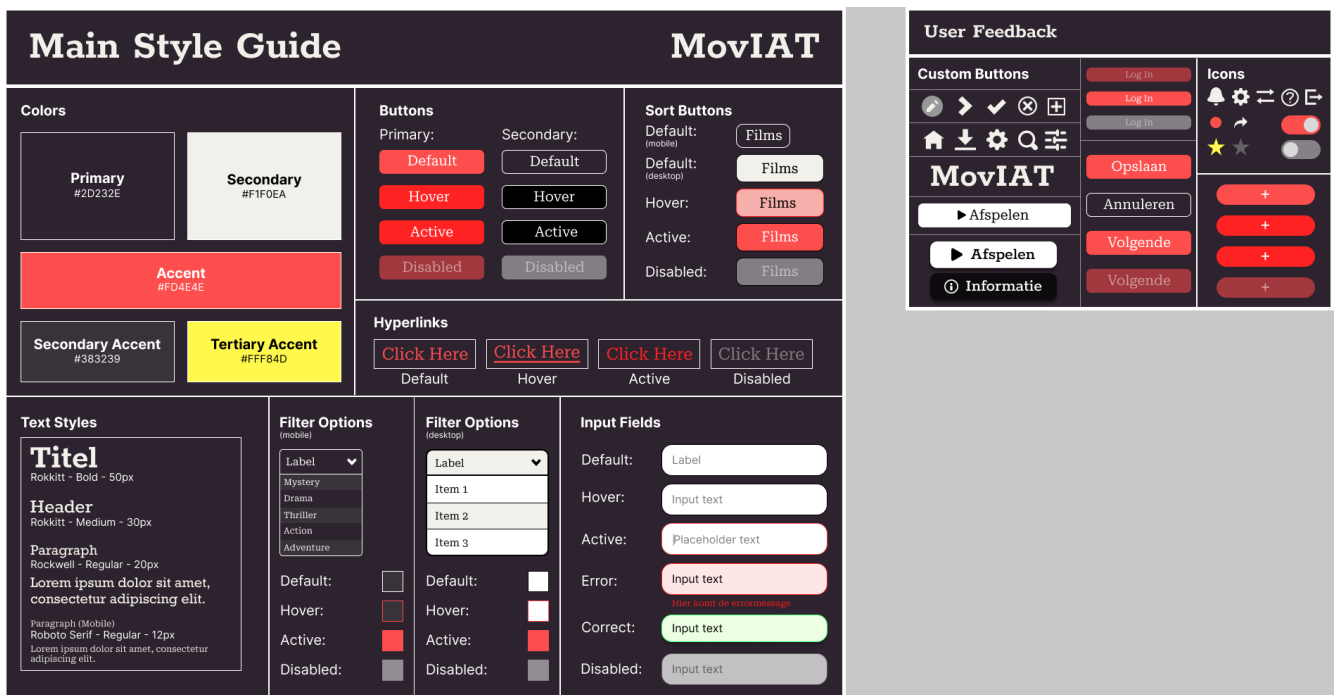 Main Style Guide
MovIAT
Colors
Primary
#2D232E
Secondary
#F1F0EA
Accent
#FD4E4E
Secondary Accent
#383239
Tertiary Accent
#FFF84D
Buttons
Primary:
Secondary:
Default
Default
Hover
Hover
Active
Active
Disabled
Disabled
Sort Buttons
Default:
(mobile)
Films
Default:
(desktop)
Films
Hover:
Films
Active:
Films
Disabled:
Films
Hyperlinks
Click Here
Click Here
Click Here
Click Here
Default
Hover
Active
Disabled
Text Styles
Titel
Rokkitt - Bold - 50px
Header
Rokkitt - Medium - 30px
Paragraph
Rockwell - Regular - 20px
Lorem ipsum dolor sit amet,
consectetur adipiscing elit.
Paragraph (Mobile)
Roboto Serif - Regular - 12px
Lorem ipsum dolor sit amet, consectetur
adipiscing elit.
Filter Options
(mobile)
Label
Mystery
Drama
Thriller
Action
Adventure
Default:
Hover:
Active:
Disabled:
Filter Options
(desktop)
Label
Item 1
Item 2
Item 3
Default:
Hover:
Active:
Disabled:
Input Fields
Default:
Label
Hover:
Input text
Active:
Placeholder text
Error:
Input text
Hier komt de errormessage
Correct:
Input text
Disabled:
Input text
User Feedback
Custom Buttons
MovIAT
Afspelen
Afspelen
Informatie
Log In
Log In
Log In
Opslaan
Annuleren
Volgende
Volgende
Icons
+
+
+
+